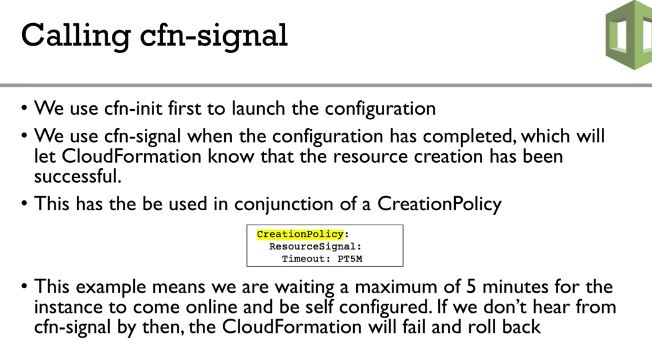 Calling cfn-signal
• We use cfn-init first to launch the configuration
• We use cfn-signal when the configuration has completed, which will
let CloudFormation know that the resource creation has been
successful.
• This has the be used in conjunction of a CreationPolicy
CreationPolicy:
ResourceSignal:
Timeout: PT5M
• This example means we are waiting a maximum of 5 minutes for the
instance to come online and be self configured. If we don't hear from
cfn-signal by then, the CloudFormation will fail and roll back